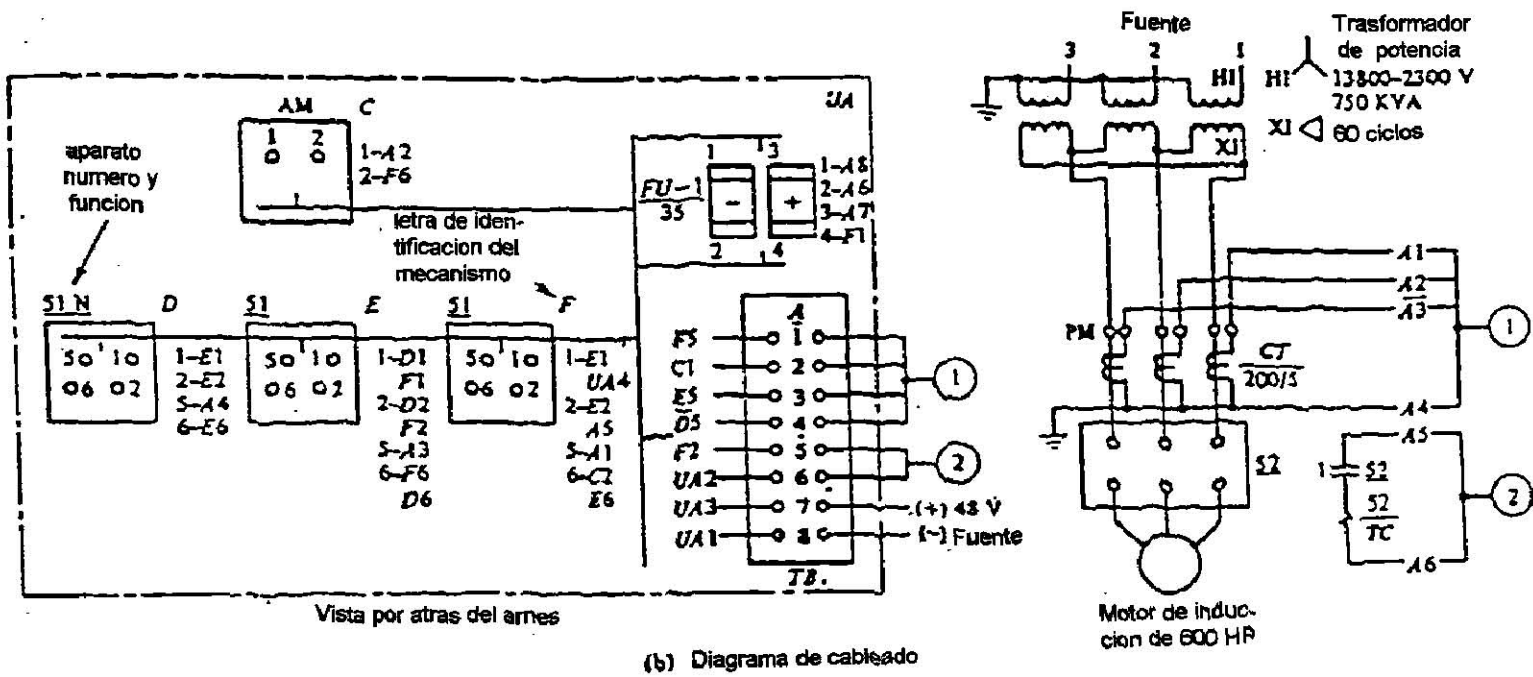 AM C
1 2
1-A2
2-F6
aparato
numero y
funcion
letra de iden-
tificacion del
mecanismo
UA
1 3
FU-1
35
- +
2 4
1-A8
2-A6
3-A7
4-F1
51 N D
5 1
6 2
1-E1
2-E2
5-A4
6-E6
51 E
5 1
6 2
1-D1
F1
2-D2
F2
5-A3
6-F6
D6
51 F
5 1
6 2
1-E1
UA4
2-E2
A5
5-A1
6-C2
E6
A
F5 1
C1 2
E5 3
D5 4
F2 5
UA2 6
UA3 7 (+) 48 V
UA1 8 (-) Fuente
TB.
1
2
Vista por atras del arnes
Fuente
3 2 1
H1
X1
Trasformador
de potencia
H1 13800-2300 V
750 KVA
X1 60 ciclos
A1
A2
A3
1
PM
CT
200/5
A4
A5
52
1 52
52
TC
2
A6
Motor de induc-
cion de 600 HP
(b) Diagrama de cableado